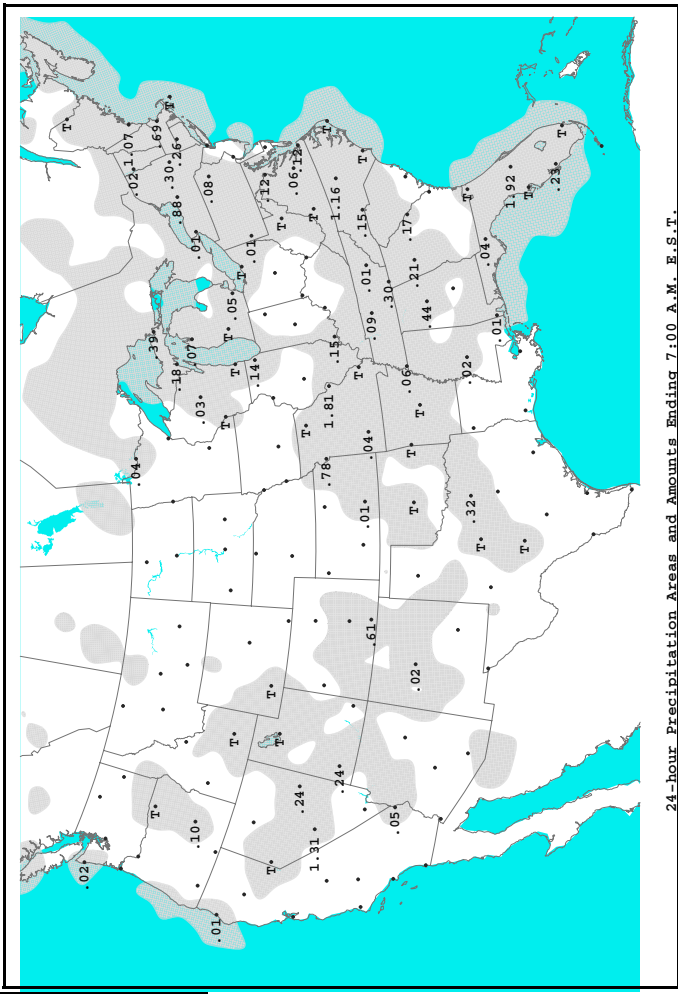 T
.02
1.07
.02
.04
.39
T
.69
T
.30
.18
.88
.26
.07
.10
.01
.03
.08
.01
T
T
.05
T
T
T
.01
.14
.12
T
T
T
T
.06
.12
.24
T
T
1.31
.78
T
1.81
.15
1.16
.24
T
.15
T
.01
.01
.04
.61
.09
.30
.05
.06
.17
T
T
.21
.02
T
.44
.02
T
.32
T
.04
.01
1.92
T
T
.23
T
24-hour Precipitation Areas and Amounts Ending 7:00 A.M. E.S.T.